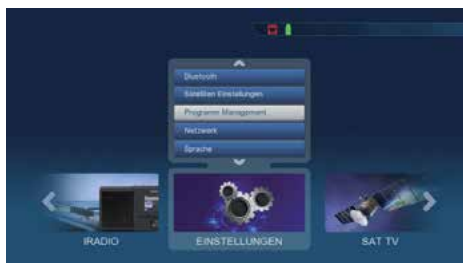 Bluetooth
Satelliten Einstellungen
Programm Management
Netzwerk
Sprache
IRADIO
EINSTELLUNGEN
SAT TV